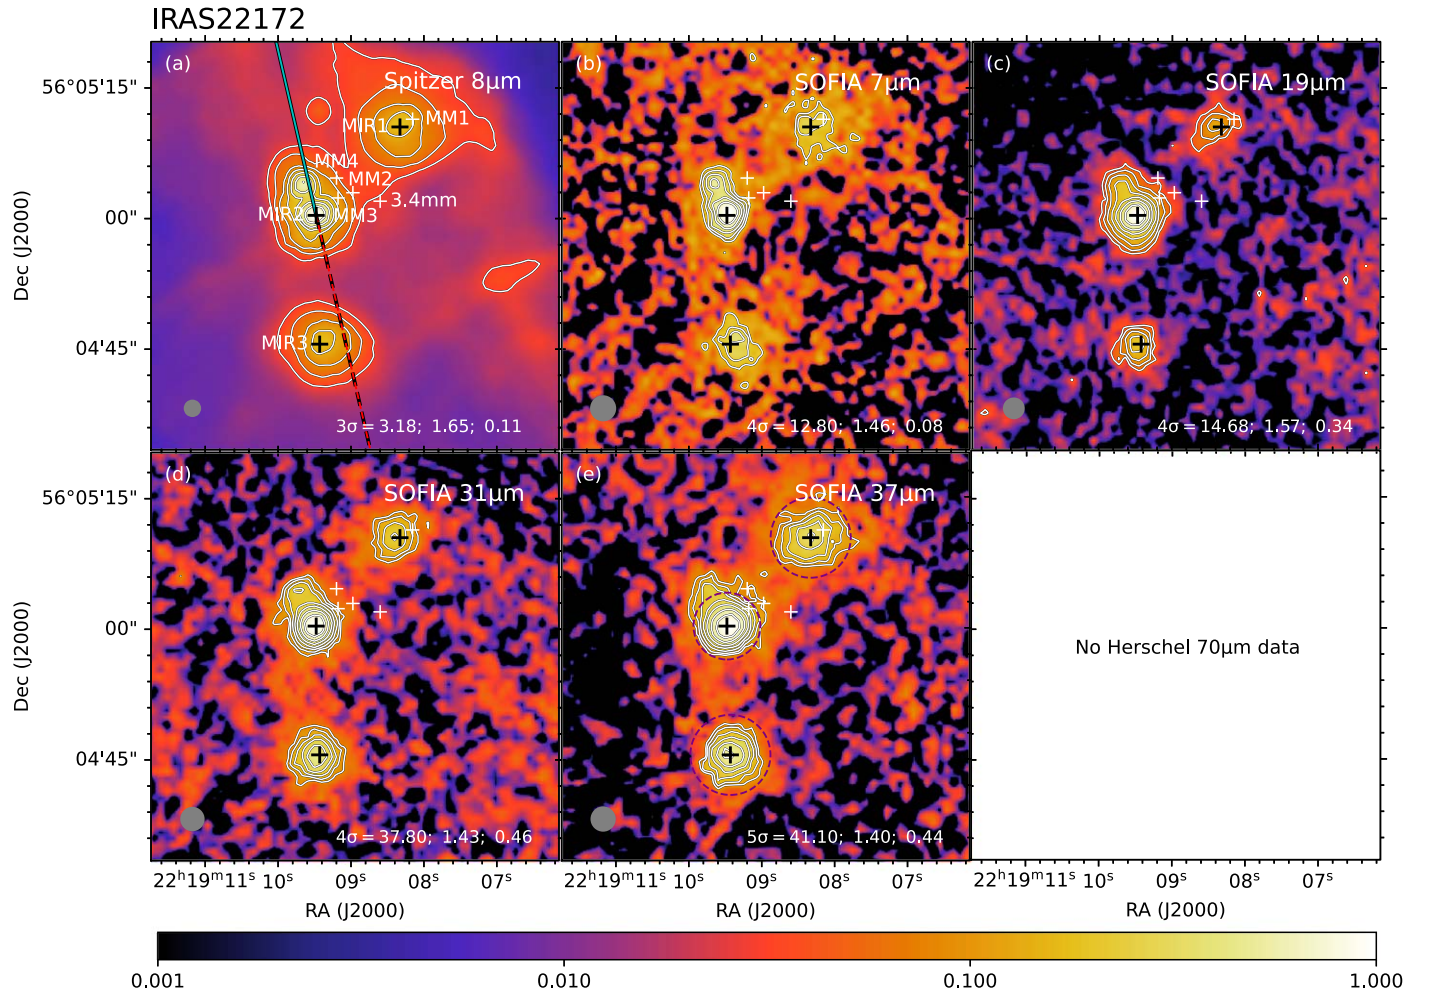 IRAS22172
(a)
Spitzer 8μm
MIR1
MM1
MM4
MM2
3.4mm
MIR2
MM3
MIR3
3σ = 3.18; 1.65; 0.11
(b)
SOFIA 7μm
4σ = 12.80; 1.46; 0.08
(c)
SOFIA 19μm
4σ = 14.68; 1.57; 0.34
56°05'15"
00"
04'45"
Dec (J2000)
(d)
SOFIA 31μm
4σ = 37.80; 1.43; 0.46
(e)
SOFIA 37μm
5σ = 41.10; 1.40; 0.44
No Herschel 70μm data
56°05'15"
00"
04'45"
Dec (J2000)
22ʰ19ᵐ11ˢ 10ˢ 09ˢ 08ˢ 07ˢ
22ʰ19ᵐ11ˢ 10ˢ 09ˢ 08ˢ 07ˢ
22ʰ19ᵐ11ˢ 10ˢ 09ˢ 08ˢ 07ˢ
RA (J2000)
RA (J2000)
RA (J2000)
0.001 0.010 0.100 1.000